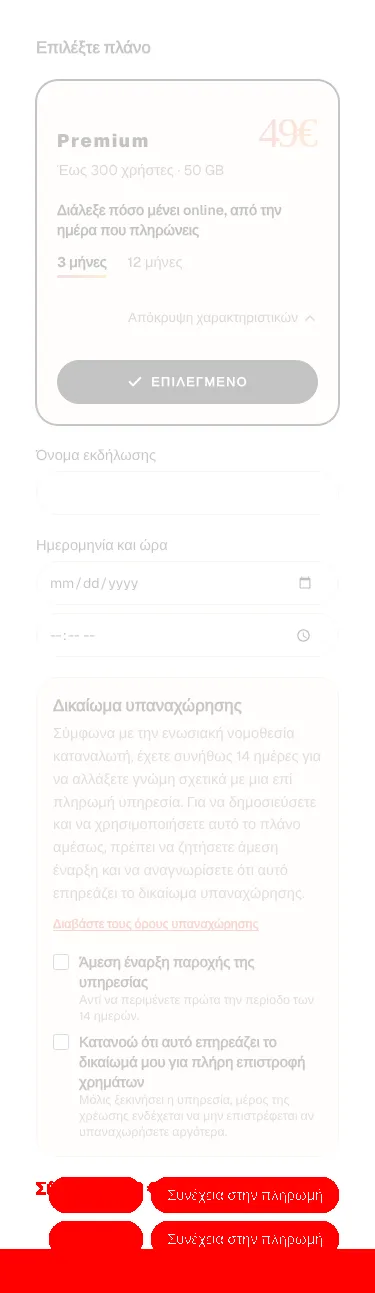 Επιλέξτε πλάνο
Premium
49€
Έως 300 χρήστες · 50 GB
Διάλεξε πόσο μένει online, από την
ημέρα που πληρώνεις
3 μήνες 12 μήνες
Απόκρυψη χαρακτηριστικών
ΕΠΙΛΕΓΜΕΝΟ
Όνομα εκδήλωσης
Ημερομηνία και ώρα
mm/dd/yyyy
--:-- --
Δικαίωμα υπαναχώρησης
Σύμφωνα με την ενωσιακή νομοθεσία
καταναλωτή, έχετε συνήθως 14 ημέρες για
να αλλάξετε γνώμη σχετικά με μια επί
πληρωμή υπηρεσία. Για να δημοσιεύσετε
και να χρησιμοποιήσετε αυτό το πλάνο
αμέσως, πρέπει να ζητήσετε άμεση
έναρξη και να αναγνωρίσετε ότι αυτό
επηρεάζει το δικαίωμα υπαναχώρησης.
Διαβάστε τους όρους υπαναχώρησης
Άμεση έναρξη παροχής της
υπηρεσίας
Αντί να περιμένετε πρώτα την περίοδο των
14 ημερών.
Κατανοώ ότι αυτό επηρεάζει το
δικαίωμά μου για πλήρη επιστροφή
χρημάτων
Μόλις ξεκινήσει η υπηρεσία, μέρος της
χρέωσης ενδέχεται να μην επιστρέφεται αν
υπαναχωρήσετε αργότερα.
Συνέχεια στην πληρωμή
Συνέχεια στην πληρωμή